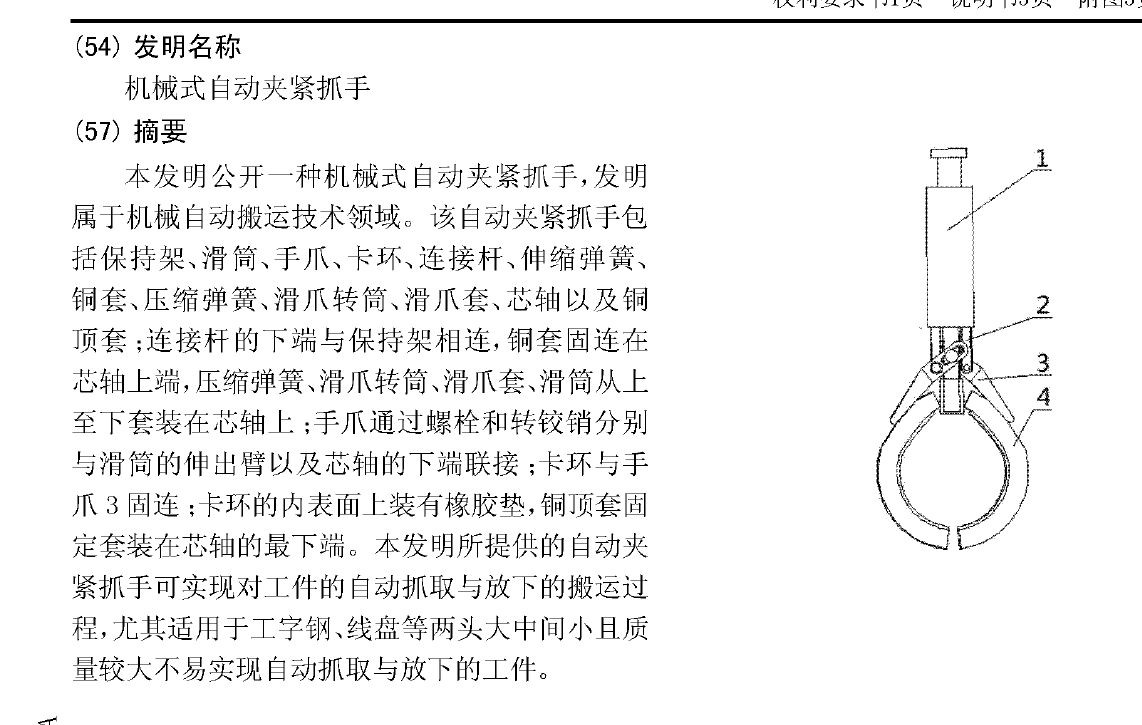 权利要求书1页 说明书3页 附图3页
(54) 发明名称
机械式自动夹紧抓手
(57) 摘要
本发明公开一种机械式自动夹紧抓手,发明
属于机械自动搬运技术领域。该自动夹紧抓手包
括保持架、滑筒、手爪、卡环、连接杆、伸缩弹簧、
铜套、压缩弹簧、滑爪转筒、滑爪套、芯轴以及铜
顶套;连接杆的下端与保持架相连,铜套固连在
芯轴上端,压缩弹簧、滑爪转筒、滑爪套、滑筒从上
至下套装在芯轴上;手爪通过螺栓和转铰销分别
与滑筒的伸出臂以及芯轴的下端联接;卡环与手
爪3固连;卡环的内表面上装有橡胶垫,铜顶套固
定套装在芯轴的最下端。本发明所提供的自动夹
紧抓手可实现对工件的自动抓取与放下的搬运过
程,尤其适用于工字钢、线盘等两头大中间小且质
量较大不易实现自动抓取与放下的工件。
1
2
3
4
A